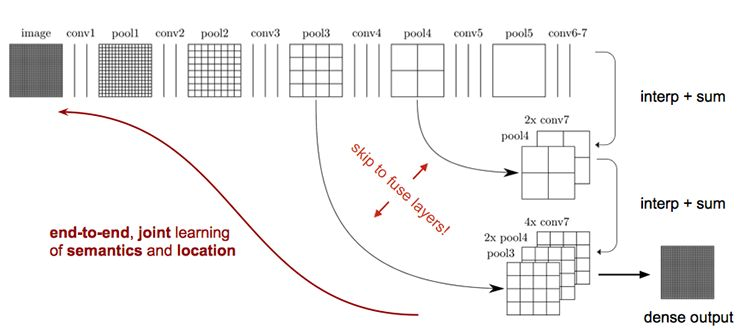 image conv1 pool1 conv2 pool2 conv3 pool3 conv4 pool4 conv5 pool5 conv6-7
interp + sum
2x conv7
pool4
skip to fuse layers!
interp + sum
4x conv7
end-to-end, joint learning
of semantics and location
2x pool4
pool3
dense output